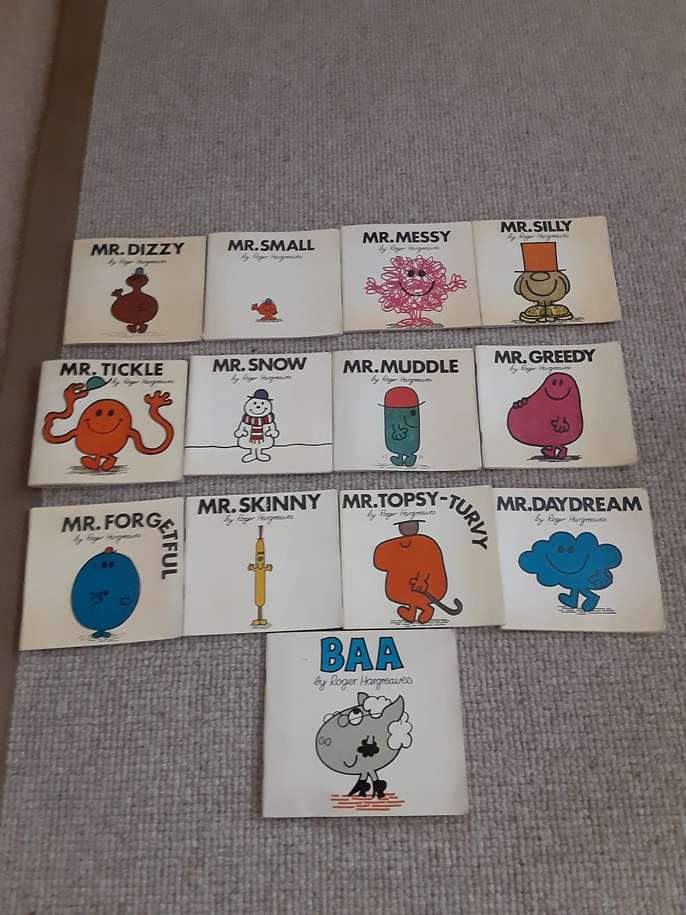 MR. DIZZY
by Roger Hargreaves
MR. SMALL
by Roger Hargreaves
MR. MESSY
by Roger Hargreaves
MR. SILLY
by Roger Hargreaves
MR. TICKLE
by Roger Hargreaves
MR. SNOW
by Roger Hargreaves
MR. MUDDLE
by Roger Hargreaves
MR. GREEDY
by Roger Hargreaves
MR. FORGETFUL
by Roger Hargreaves
MR. SKINNY
by Roger Hargreaves
MR. TOPSY-TURVY
by Roger Hargreaves
MR. DAYDREAM
by Roger Hargreaves
BAA
by Roger Hargreaves